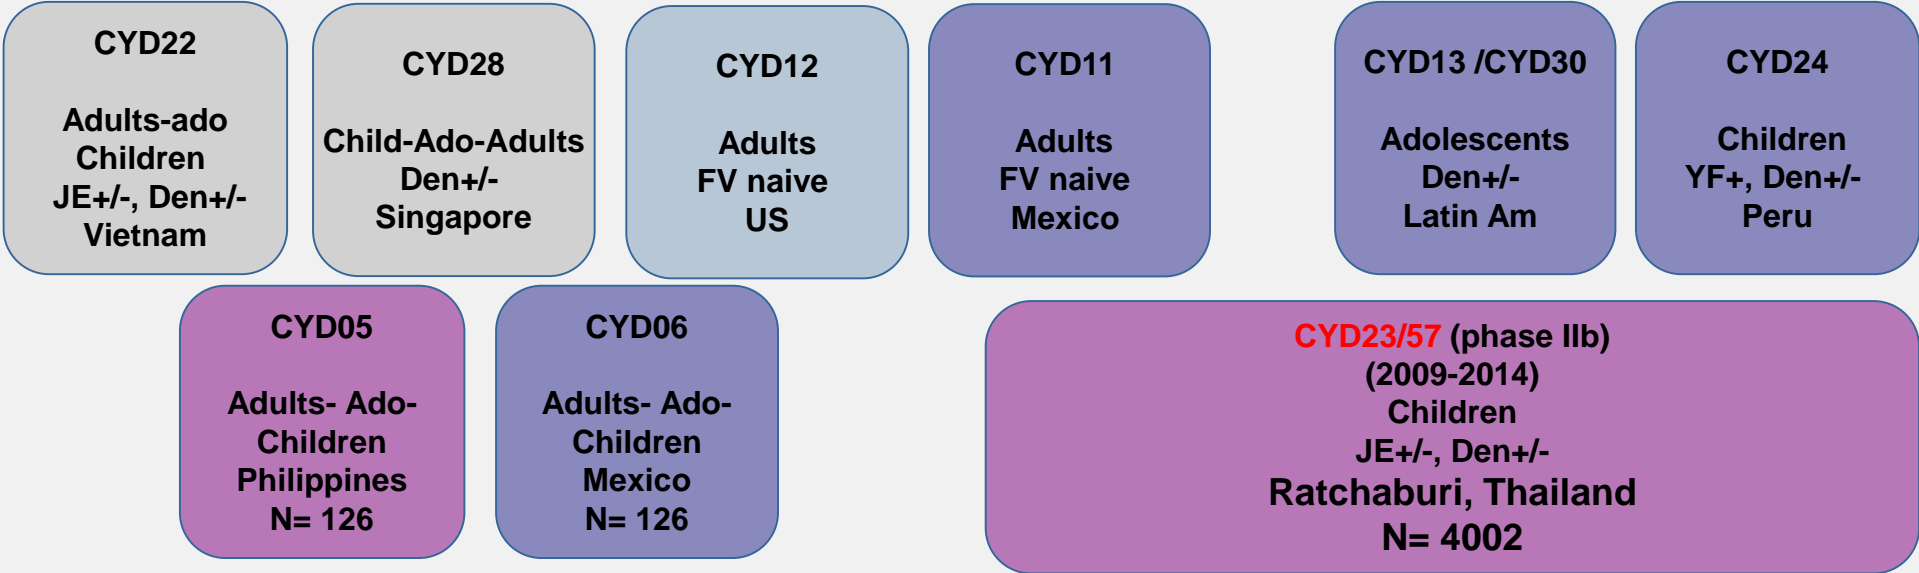 CYD22
Adults-ado
Children
JE+/-, Den+/-
Vietnam
CYD28
Child-Ado-Adults
Den+/-
Singapore
CYD12
Adults
FV naive
US
CYD11
Adults
FV naive
Mexico
CYD13 /CYD30
Adolescents
Den+/-
Latin Am
CYD24
Children
YF+, Den+/-
Peru
CYD05
Adults- Ado-
Children
Philippines
N= 126
CYD06
Adults- Ado-
Children
Mexico
N= 126
CYD23/57 (phase IIb)
(2009-2014)
Children
JE+/-, Den+/-
Ratchaburi, Thailand
N= 4002